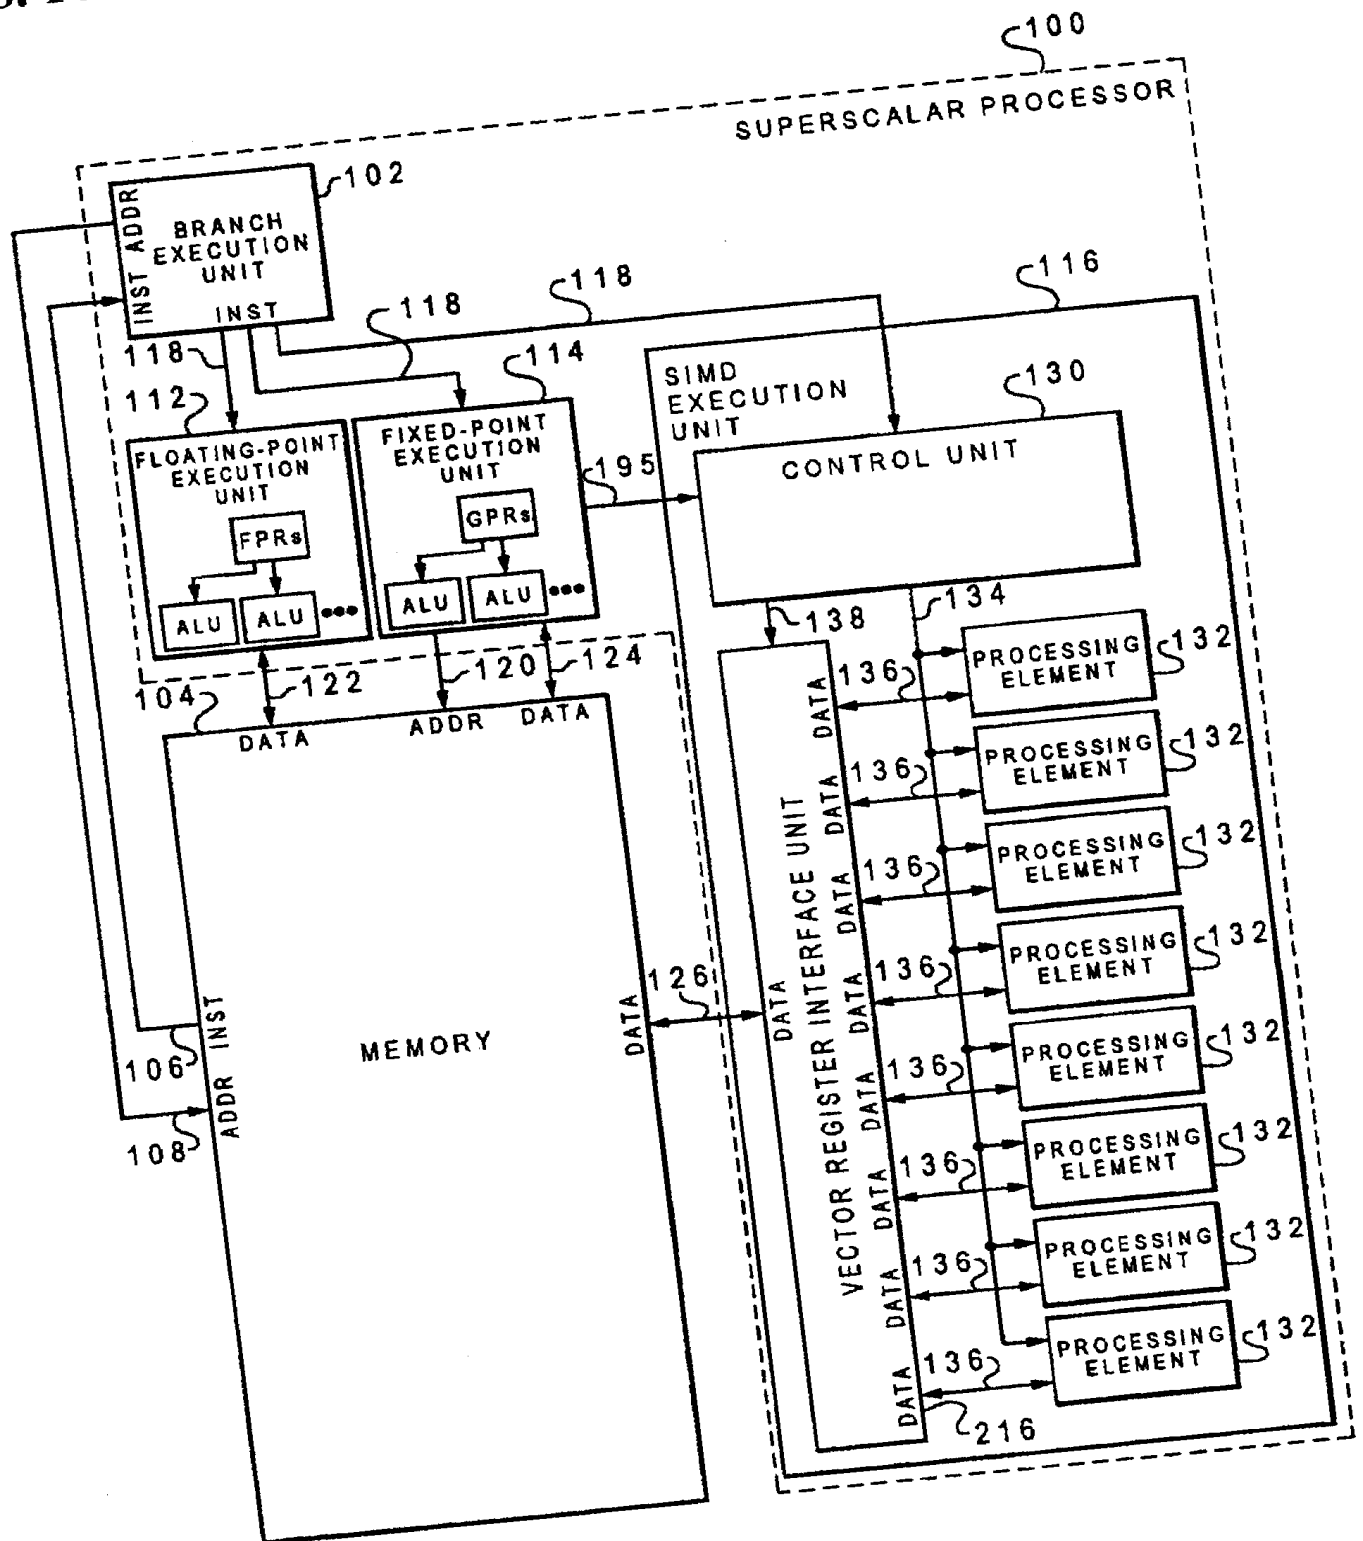 100
SUPERSCALAR PROCESSOR
102
ADDR
INST
BRANCH
EXECUTION
UNIT
INST
118
118
118
116
112
114
FLOATING-POINT
EXECUTION
UNIT
FPRs
ALU
ALU
•••
FIXED-POINT
EXECUTION
UNIT
GPRs
ALU
ALU
•••
195
SIMD
EXECUTION
UNIT
130
CONTROL UNIT
138
134
104
122
120
124
DATA
ADDR
DATA
MEMORY
INST
ADDR
106
108
DATA
126
DATA
VECTOR REGISTER INTERFACE UNIT
DATA
136
PROCESSING
ELEMENT
132
DATA
136
PROCESSING
ELEMENT
132
DATA
136
PROCESSING
ELEMENT
132
DATA
136
PROCESSING
ELEMENT
132
DATA
136
PROCESSING
ELEMENT
132
DATA
136
PROCESSING
ELEMENT
132
DATA
136
PROCESSING
ELEMENT
132
DATA
136
PROCESSING
ELEMENT
132
216